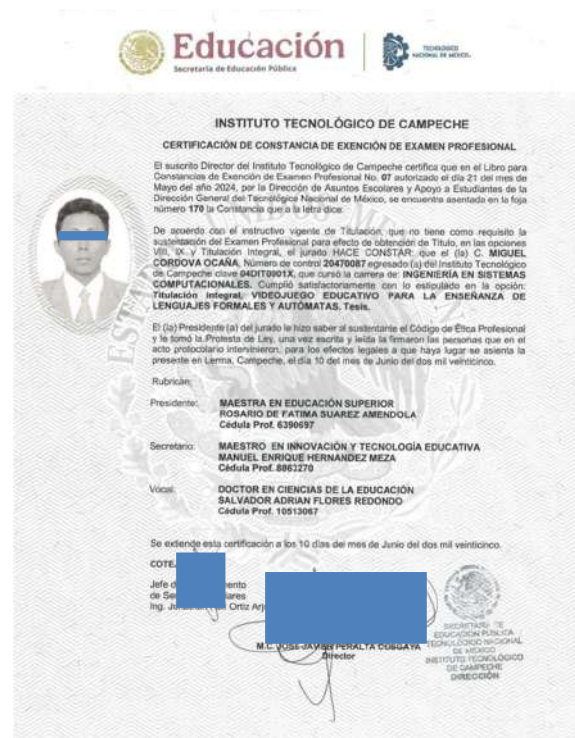 Educación
Secretaría de Educación Pública
TECNOLÓGICO
NACIONAL DE MÉXICO
INSTITUTO TECNOLÓGICO DE CAMPECHE
CERTIFICACIÓN DE CONSTANCIA DE EXENCIÓN DE EXAMEN PROFESIONAL
El suscrito Director del Instituto Tecnológico de Campeche certifica que en el Libro para
Constancias de Exención de Examen Profesional No. 07 autorizado el día 21 del mes de
Mayo del año 2024, por la Dirección de Asuntos Escolares y Apoyo a Estudiantes de la
Dirección General del Tecnológico Nacional de México, se encuentra asentada en la foja
número 170 la Constancia que a la letra dice:
De acuerdo con el instructivo vigente de Titulación, que no tiene como requisito la
sustentación del Examen Profesional para efecto de obtención de Título, en las opciones
VIII, IX y Titulación Integral, el jurado HACE CONSTAR: que el (la) C. MIGUEL
CORDOVA OCAÑA, Número de control 20470087 egresado (a) del Instituto Tecnológico
de Campeche clave 04DIT0001X, que cursó la carrera de: INGENIERÍA EN SISTEMAS
COMPUTACIONALES. Cumplió satisfactoriamente con lo estipulado en la opción:
Titulación Integral, VIDEOJUEGO EDUCATIVO PARA LA ENSEÑANZA DE
LENGUAJES FORMALES Y AUTÓMATAS. Tesis.
El (la) Presidente (a) del jurado le hizo saber al sustentante el Código de Ética Profesional
y le tomó la Protesta de Ley, una vez escrita y leída la firmaron las personas que en el
acto protocolario intervinieron, para los efectos legales a que haya lugar se asienta la
presente en Lerma, Campeche, el día 10 del mes de Junio del dos mil veinticinco.
Rubrican:
Presidente: MAESTRA EN EDUCACIÓN SUPERIOR
ROSARIO DE FATIMA SUAREZ AMENDOLA
Cédula Prof. 6390697
Secretario: MAESTRO EN INNOVACIÓN Y TECNOLOGÍA EDUCATIVA
MANUEL ENRIQUE HERNANDEZ MEZA
Cédula Prof. 8863270
Vocal: DOCTOR EN CIENCIAS DE LA EDUCACIÓN
SALVADOR ADRIAN FLORES REDONDO
Cédula Prof. 10513067
Se extiende esta certificación a los 10 días del mes de Junio del dos mil veinticinco.
COTE
Jefe d ento
de Se lares
Ing. Ortiz Arj
M.C. JOSE JAVIER PERALTA COSGAYA
Director
SECRETARIA DE
EDUCACIÓN PUBLICA
TECNOLÓGICO NACIONAL
DE MÉXICO
INSTITUTO TECNOLÓGICO
DE CAMPECHE
DIRECCIÓN